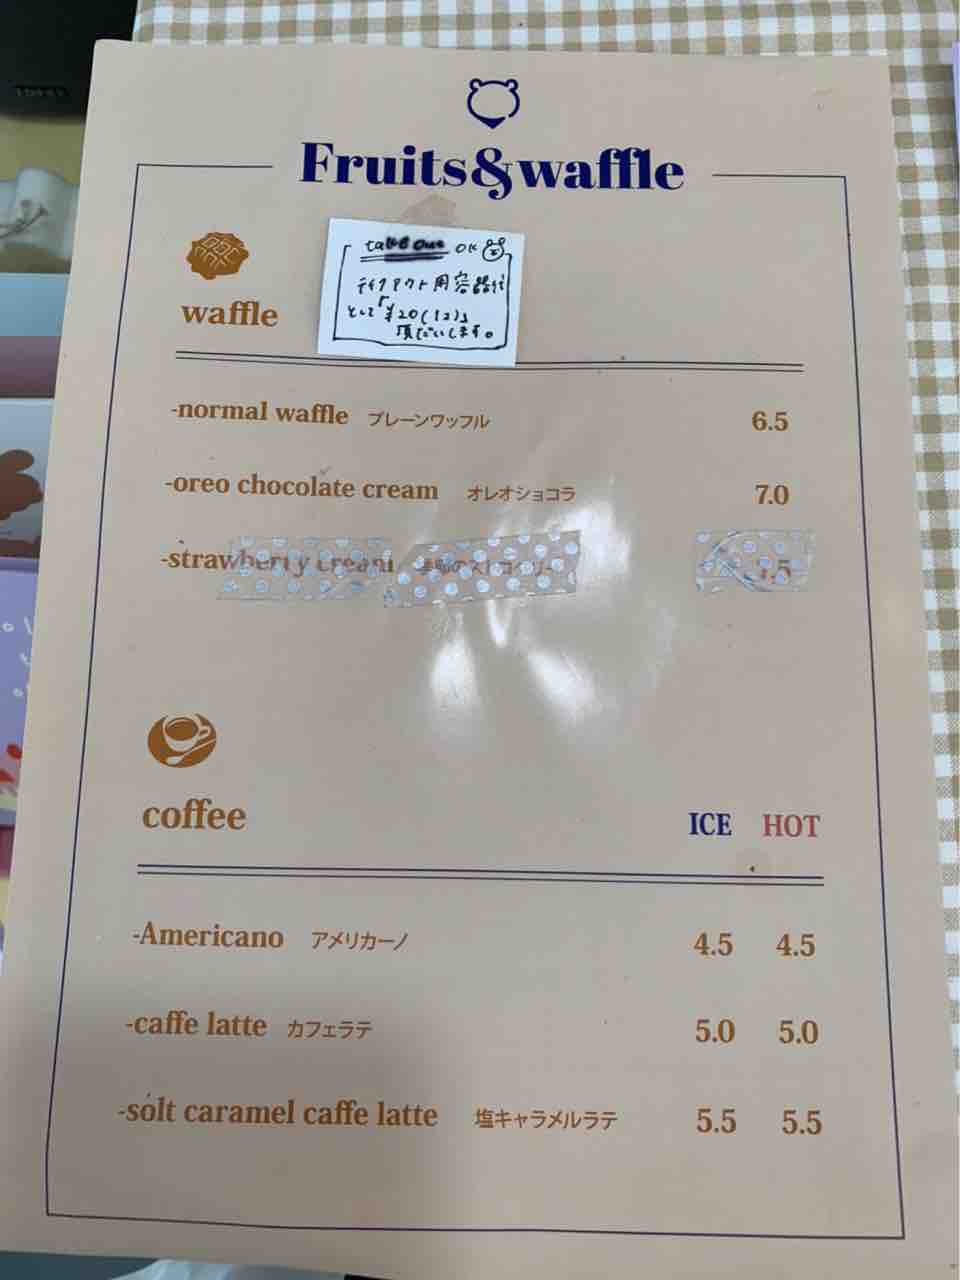 Fruits&waffle
take out OK
テイクアウト用容器代
として「¥20(1コ)」
頂だいします。
waffle
-normal waffle プレーンワッフル 6.5
-oreo chocolate cream オレオショコラ 7.0
-strawberry cream
coffee ICE HOT
-Americano アメリカーノ 4.5 4.5
-caffe latte カフェラテ 5.0 5.0
-solt caramel caffe latte 塩キャラメルラテ 5.5 5.5